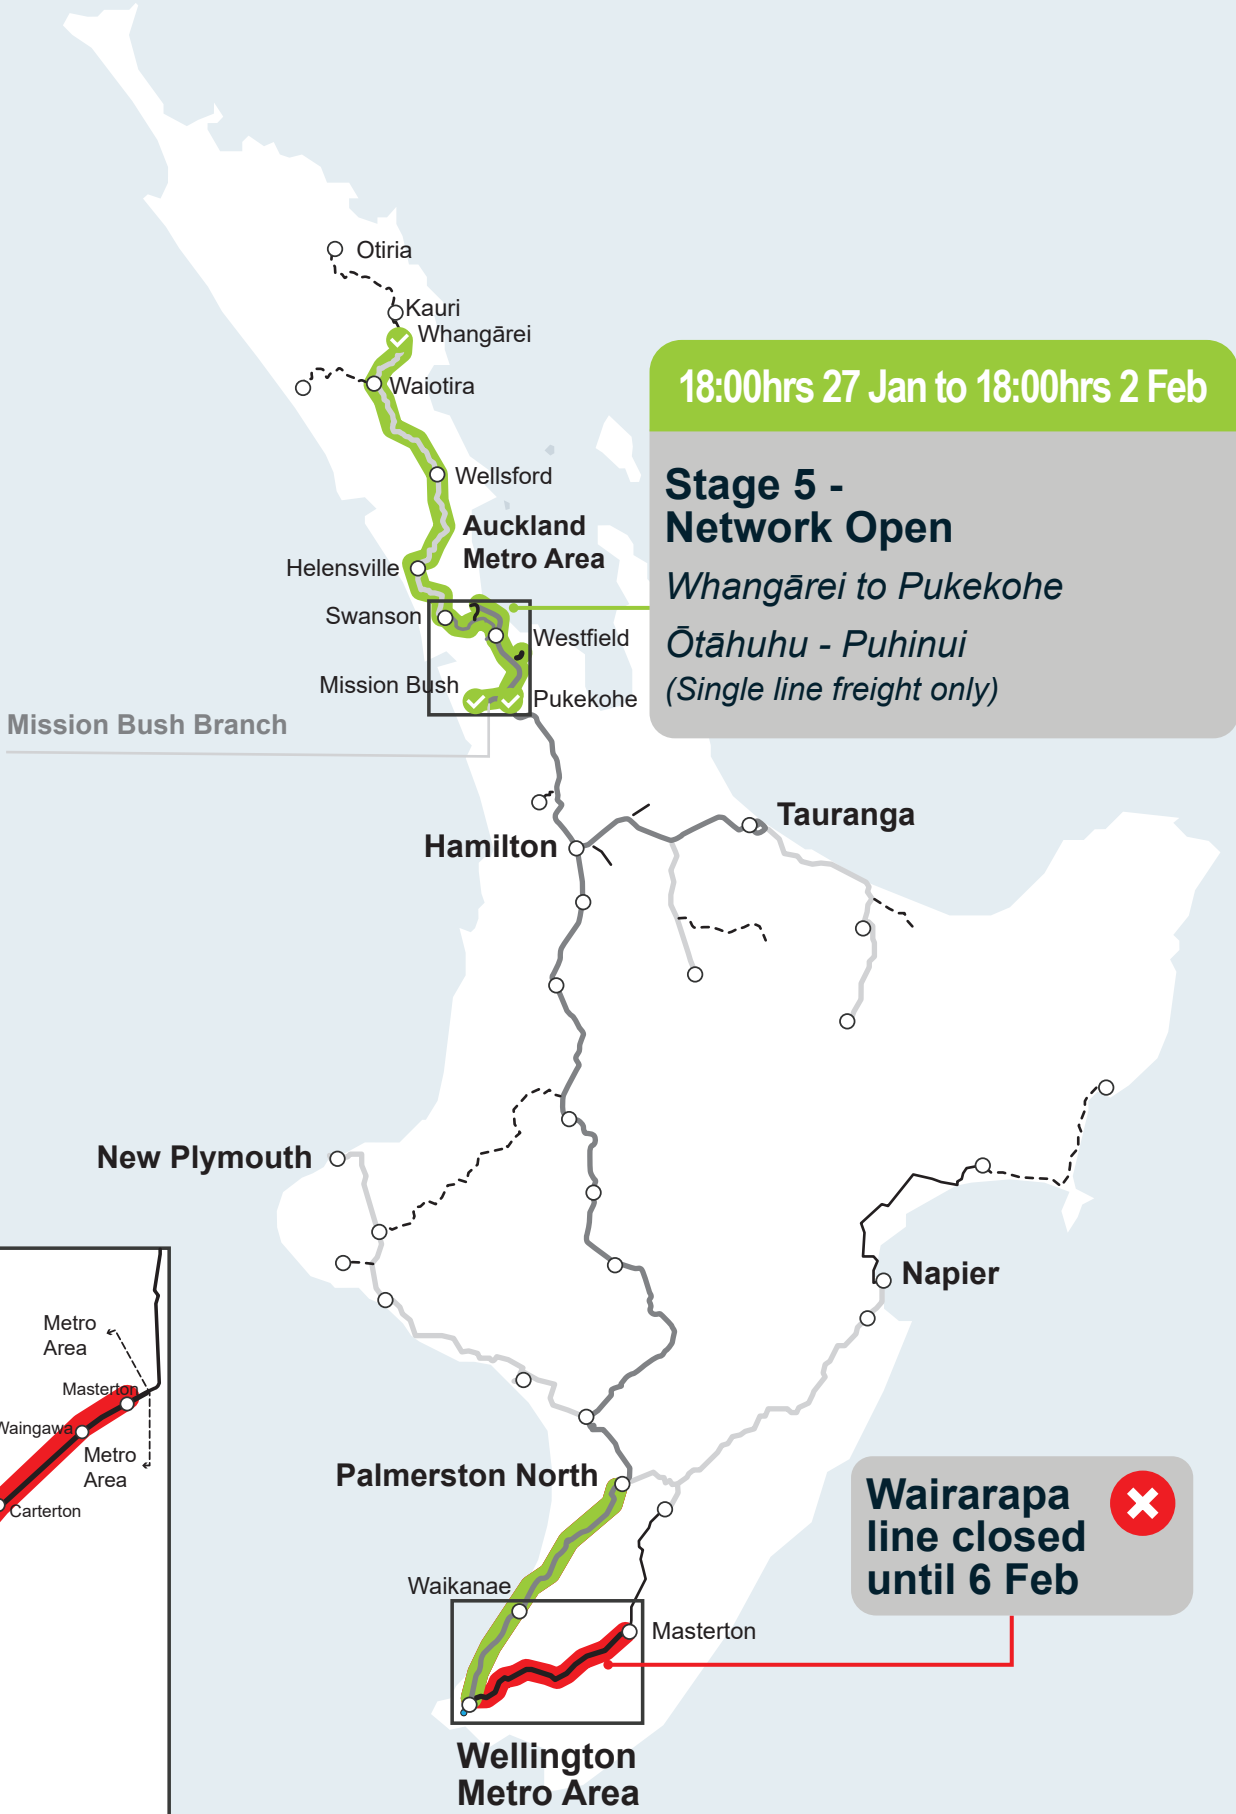 Otiria
Kauri
Whangārei
Waiotira
18:00hrs 27 Jan to 18:00hrs 2 Feb
Stage 5 -
Network Open
Whangārei to Pukekohe
Ōtāhuhu - Puhinui
(Single line freight only)
Wellsford
Auckland
Metro Area
Helensville
Swanson
Westfield
Mission Bush
Pukekohe
Mission Bush Branch
Tauranga
Hamilton
New Plymouth
Napier
Metro
Area
Masterton
Waingawa
Metro
Area
Carterton
Palmerston North
Wairarapa
line closed
until 6 Feb
Waikanae
Masterton
Wellington
Metro Area